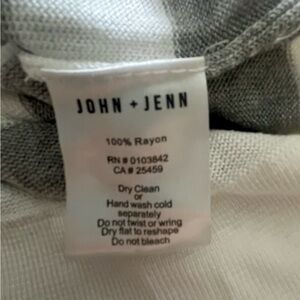 JOHN + JENN
100% Rayon
RN # 0103842
CA # 25459
Dry Clean
or
Hand wash cold
separately
Do not twist or wring
Dry flat to reshape
Do not bleach